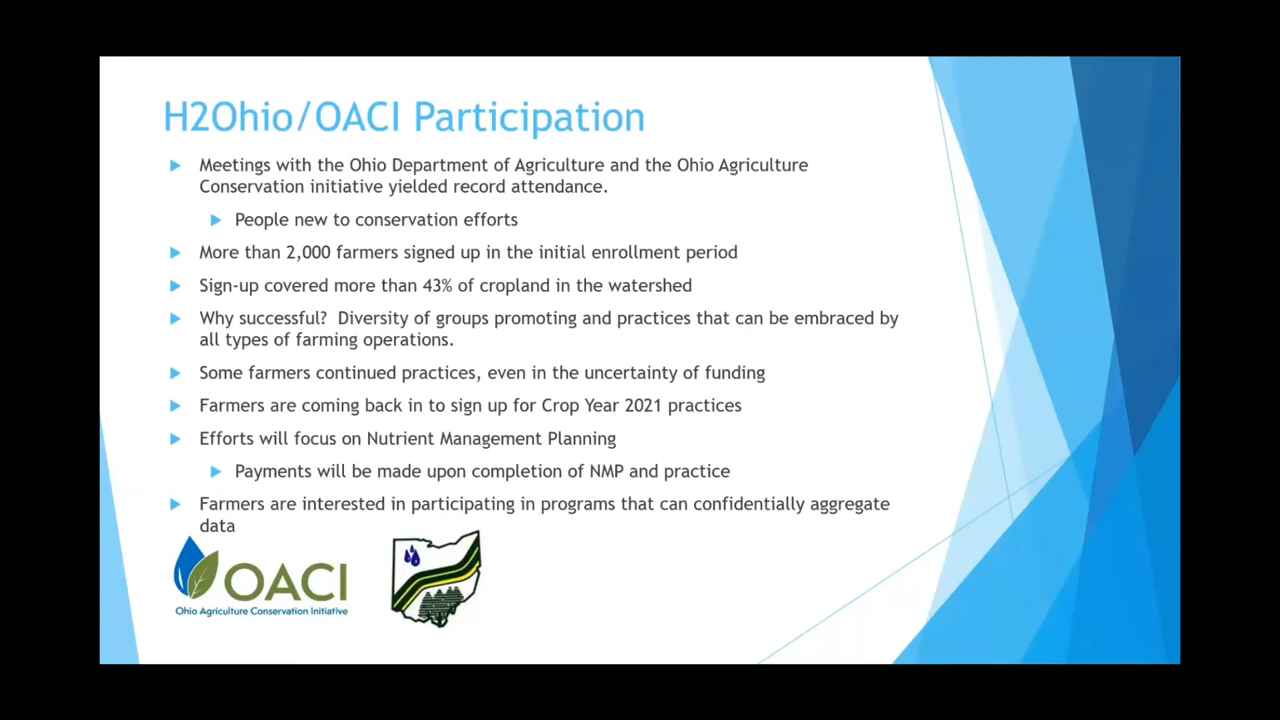 H2Ohio/OACI Participation
Meetings with the Ohio Department of Agriculture and the Ohio Agriculture
Conservation initiative yielded record attendance.
People new to conservation efforts
More than 2,000 farmers signed up in the initial enrollment period
Sign-up covered more than 43% of cropland in the watershed
Why successful?  Diversity of groups promoting and practices that can be embraced by
all types of farming operations.
Some farmers continued practices, even in the uncertainty of funding
Farmers are coming back in to sign up for Crop Year 2021 practices
Efforts will focus on Nutrient Management Planning
Payments will be made upon completion of NMP and practice
Farmers are interested in participating in programs that can confidentially aggregate
data
OACI
Ohio Agriculture Conservation Initiative